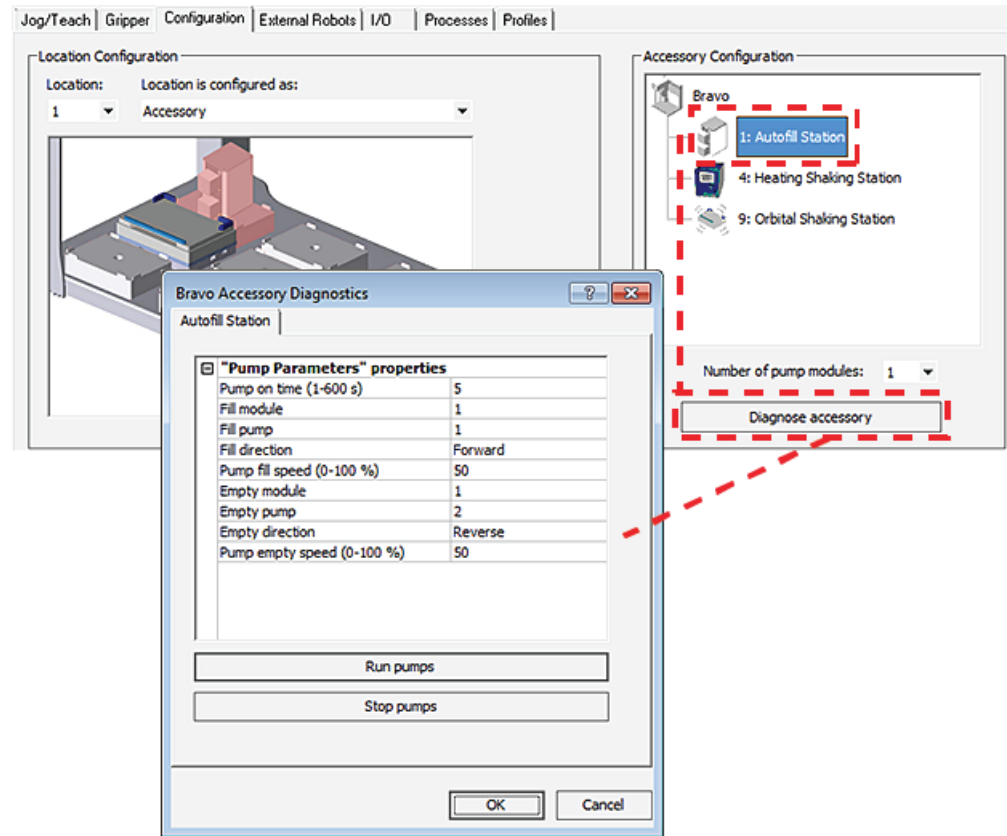 Jog/Teach Gripper Configuration External Robots I/O Processes Profiles
Location Configuration
Location: Location is configured as:
1 Accessory
Accessory Configuration
Bravo
1: Autofill Station
4: Heating Shaking Station
9: Orbital Shaking Station
Number of pump modules: 1
Diagnose accessory
Bravo Accessory Diagnostics
Autofill Station
"Pump Parameters" properties
Pump on time (1-600 s) 5
Fill module 1
Fill pump 1
Fill direction Forward
Pump fill speed (0-100 %) 50
Empty module 1
Empty pump 2
Empty direction Reverse
Pump empty speed (0-100 %) 50
Run pumps
Stop pumps
OK Cancel